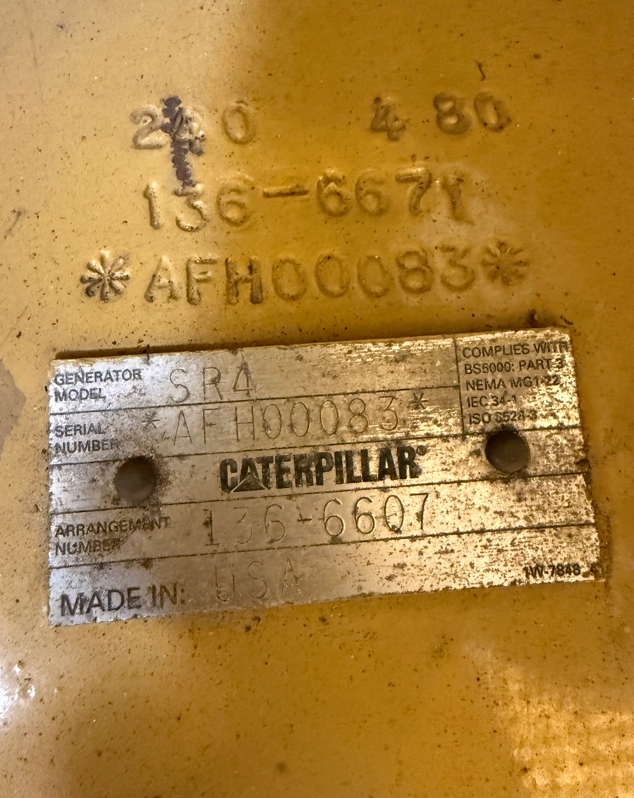 240 480
136-667Y
*AFH00083*
GENERATOR MODEL SR4
COMPLIES WITH
BS5000: PART 3
NEMA MG1-22
IEC 34-1
ISO 8528-3
SERIAL NUMBER *AFH00083*
CATERPILLAR®
ARRANGEMENT NUMBER 136-6607
MADE IN: USA
1W-7848